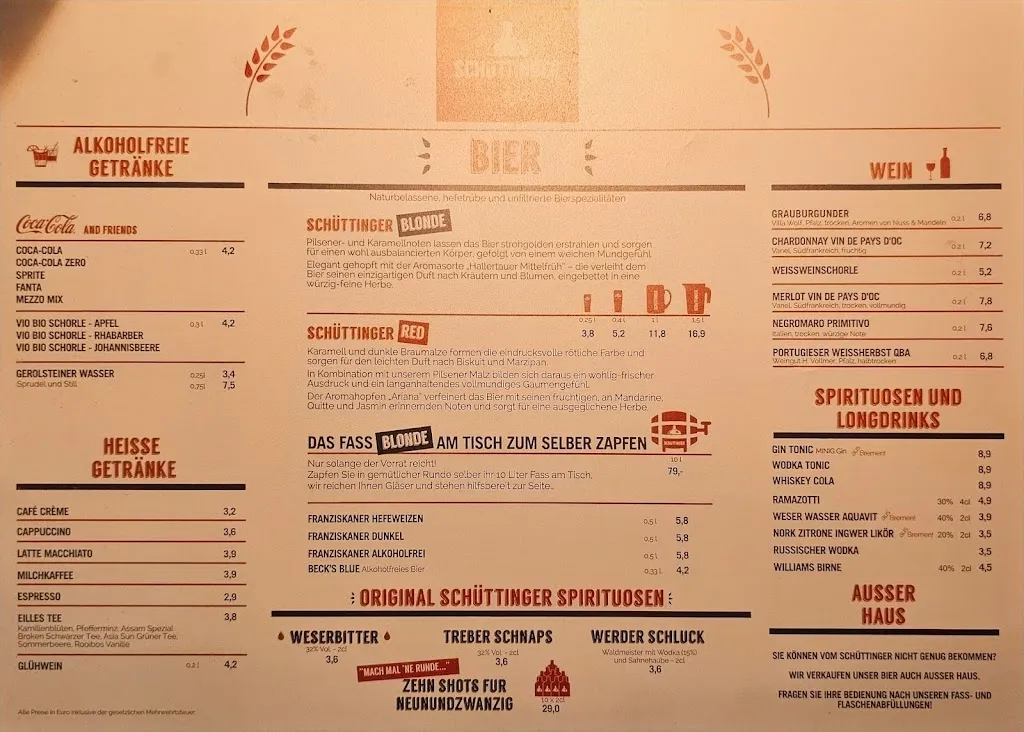 SCHÜTTINGER
ALKOHOLFREIE
GETRÄNKE
Coca-Cola AND FRIENDS
COCA-COLA 0,33 l 4,2
COCA-COLA ZERO
SPRITE
FANTA
MEZZO MIX
VIO BIO SCHORLE - APFEL 0,3 l 4,2
VIO BIO SCHORLE - RHABARBER
VIO BIO SCHORLE - JOHANNISBEERE
GEROLSTEINER WASSER 0,25l 3,4
Sprudel und Still 0,75l 7,5
HEISSE
GETRÄNKE
CAFÉ CRÈME 3,2
CAPPUCCINO 3,6
LATTE MACCHIATO 3,9
MILCHKAFFEE 3,9
ESPRESSO 2,9
EILLES TEE 3,8
Kamillenblüten, Pfefferminz, Assam Spezial
Broken Schwarzer Tee, Asia Sun Grüner Tee,
Sommerbeere, Rooibos Vanille
GLÜHWEIN 0,2 l 4,2
Alle Preise in Euro inklusive der gesetzlichen Mehrwertsteuer.
BIER
Naturbelassene, hefetrübe und unfiltrierte Bierspezialitäten
SCHÜTTINGER BLONDE
Pilsener- und Karamellnoten lassen das Bier strohgolden erstrahlen und sorgen
für einen wohl ausbalancierten Körper, gefolgt von einem weichen Mundgefühl.
Elegant gehopft mit der Aromasorte „Hallertauer Mittelfrüh" – die verleiht dem
Bier seinen einzigartigen Duft nach Kräutern und Blumen, eingebettet in eine
würzig-feine Herbe.
0,25 l 0,4 l 1 l 1,5 l
SCHÜTTINGER RED 3,8 5,2 11,8 16,9
Karamell und dunkle Braumalze formen die eindrucksvolle rötliche Farbe und
sorgen für den leichten Duft nach Biskuit und Marzipan.
In Kombination mit unserem Pilsener Malz bilden sich daraus ein wohlig-frischer
Ausdruck und ein langanhaltendes vollmundiges Gaumengefühl.
Der Aromahopfen „Ariana" verfeinert das Bier mit seinen fruchtigen, an Mandarine,
Quitte und Jasmin erinnernden Noten und sorgt für eine ausgeglichene Herbe.
DAS FASS BLONDE AM TISCH ZUM SELBER ZAPFEN
SCHÜTTINGER
Nur solange der Vorrat reicht! 10 l
Zapfen Sie in gemütlicher Runde selber ihr 10 Liter Fass am Tisch, 79,-
wir reichen Ihnen Gläser und stehen hilfsbereit zur Seite...
FRANZISKANER HEFEWEIZEN 0,5 l 5,8
FRANZISKANER DUNKEL 0,5 l 5,8
FRANZISKANER ALKOHOLFREI 0,5 l 5,8
BECK'S BLUE Alkoholfreies Bier 0,33 l 4,2
ORIGINAL SCHÜTTINGER SPIRITUOSEN
WESERBITTER
32% Vol. - 2cl
3,6
TREBER SCHNAPS
32% Vol. - 2cl
3,6
WERDER SCHLUCK
Waldmeister mit Wodka (15%)
und Sahnehaube - 2cl
3,6
"MACH MAL 'NE RUNDE..."
ZEHN SHOTS FÜR
NEUNUNDZWANZIG
10 x 2cl
29,0
WEIN
GRAUBURGUNDER 0,2 l 6,8
Villa Wolf, Pfalz, trocken, Aromen von Nuss & Mandeln
CHARDONNAY VIN DE PAYS D'OC 0,2 l 7,2
Vanel, Südfrankreich, fruchtig
WEISSWEINSCHORLE 0,2 l 5,2
MERLOT VIN DE PAYS D'OC 0,2 l 7,8
Vanel, Südfrankreich, trocken, vollmundig
NEGROMARO PRIMITIVO 0,2 l 7,6
Italien, trocken, würzige Note
PORTUGIESER WEISSHERBST QBA 0,2 l 6,8
Weingut H. Vollmer, Pfalz, halbtrocken
SPIRITUOSEN UND
LONGDRINKS
GIN TONIC MINIG Gin Bremen! 8,9
WODKA TONIC 8,9
WHISKEY COLA 8,9
RAMAZOTTI 30% 4cl 4,9
WESER WASSER AQUAVIT Bremen! 40% 2cl 3,9
NORK ZITRONE INGWER LIKÖR Bremen! 20% 2cl 3,5
RUSSISCHER WODKA 3,5
WILLIAMS BIRNE 40% 2cl 4,5
AUSSER
HAUS
SIE KÖNNEN VOM SCHÜTTINGER NICHT GENUG BEKOMMEN?
WIR VERKAUFEN UNSER BIER AUCH AUSSER HAUS.
FRAGEN SIE IHRE BEDIENUNG NACH UNSEREN FASS- UND
FLASCHENABFÜLLUNGEN!